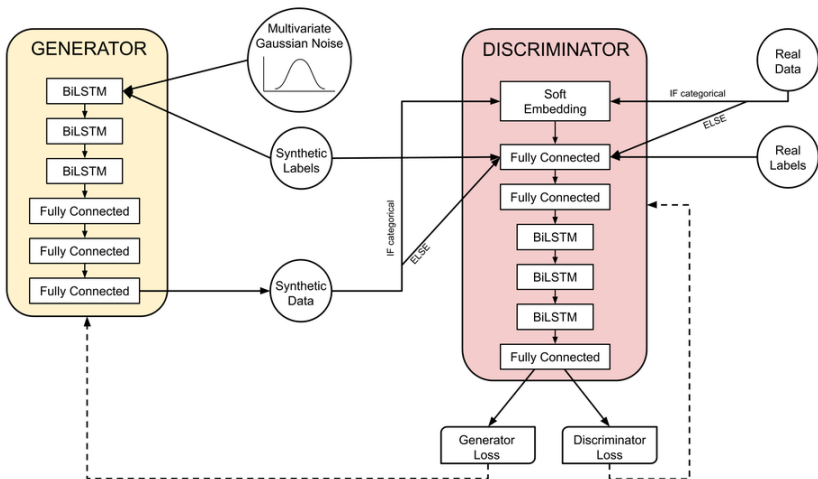 GENERATOR
BiLSTM
BiLSTM
BiLSTM
Fully Connected
Fully Connected
Fully Connected
Multivariate
Gaussian Noise
Synthetic
Labels
Synthetic
Data
IF categorical
ELSE
DISCRIMINATOR
Soft
Embedding
Fully Connected
Fully Connected
BiLSTM
BiLSTM
BiLSTM
Fully Connected
IF categorical
ELSE
Real
Data
Real
Labels
Generator
Loss
Discriminator
Loss